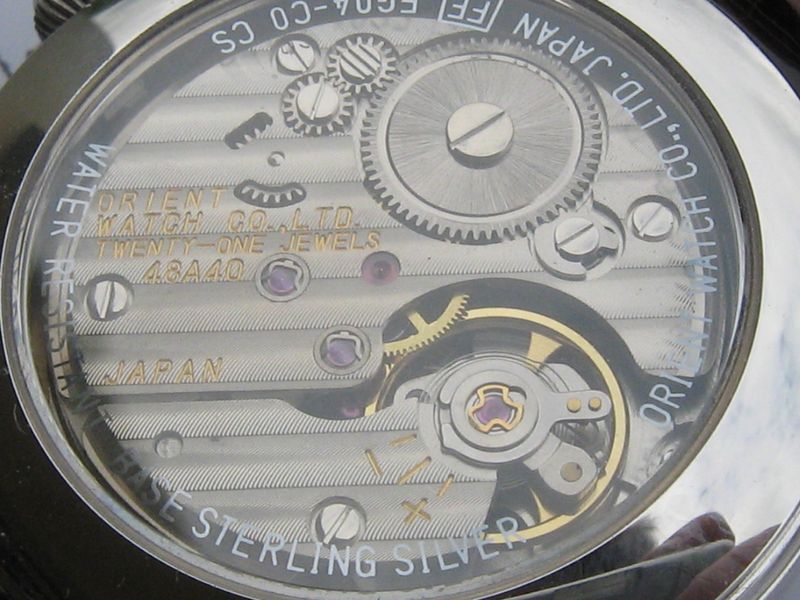 WATER RESISTANT BASE STERLING SILVER
ORIENT WATCH CO.,LTD. JAPAN
FE EG04-C0 CS
ORIENT
WATCH CO.,LTD.
TWENTY-ONE JEWELS
48A40
JAPAN